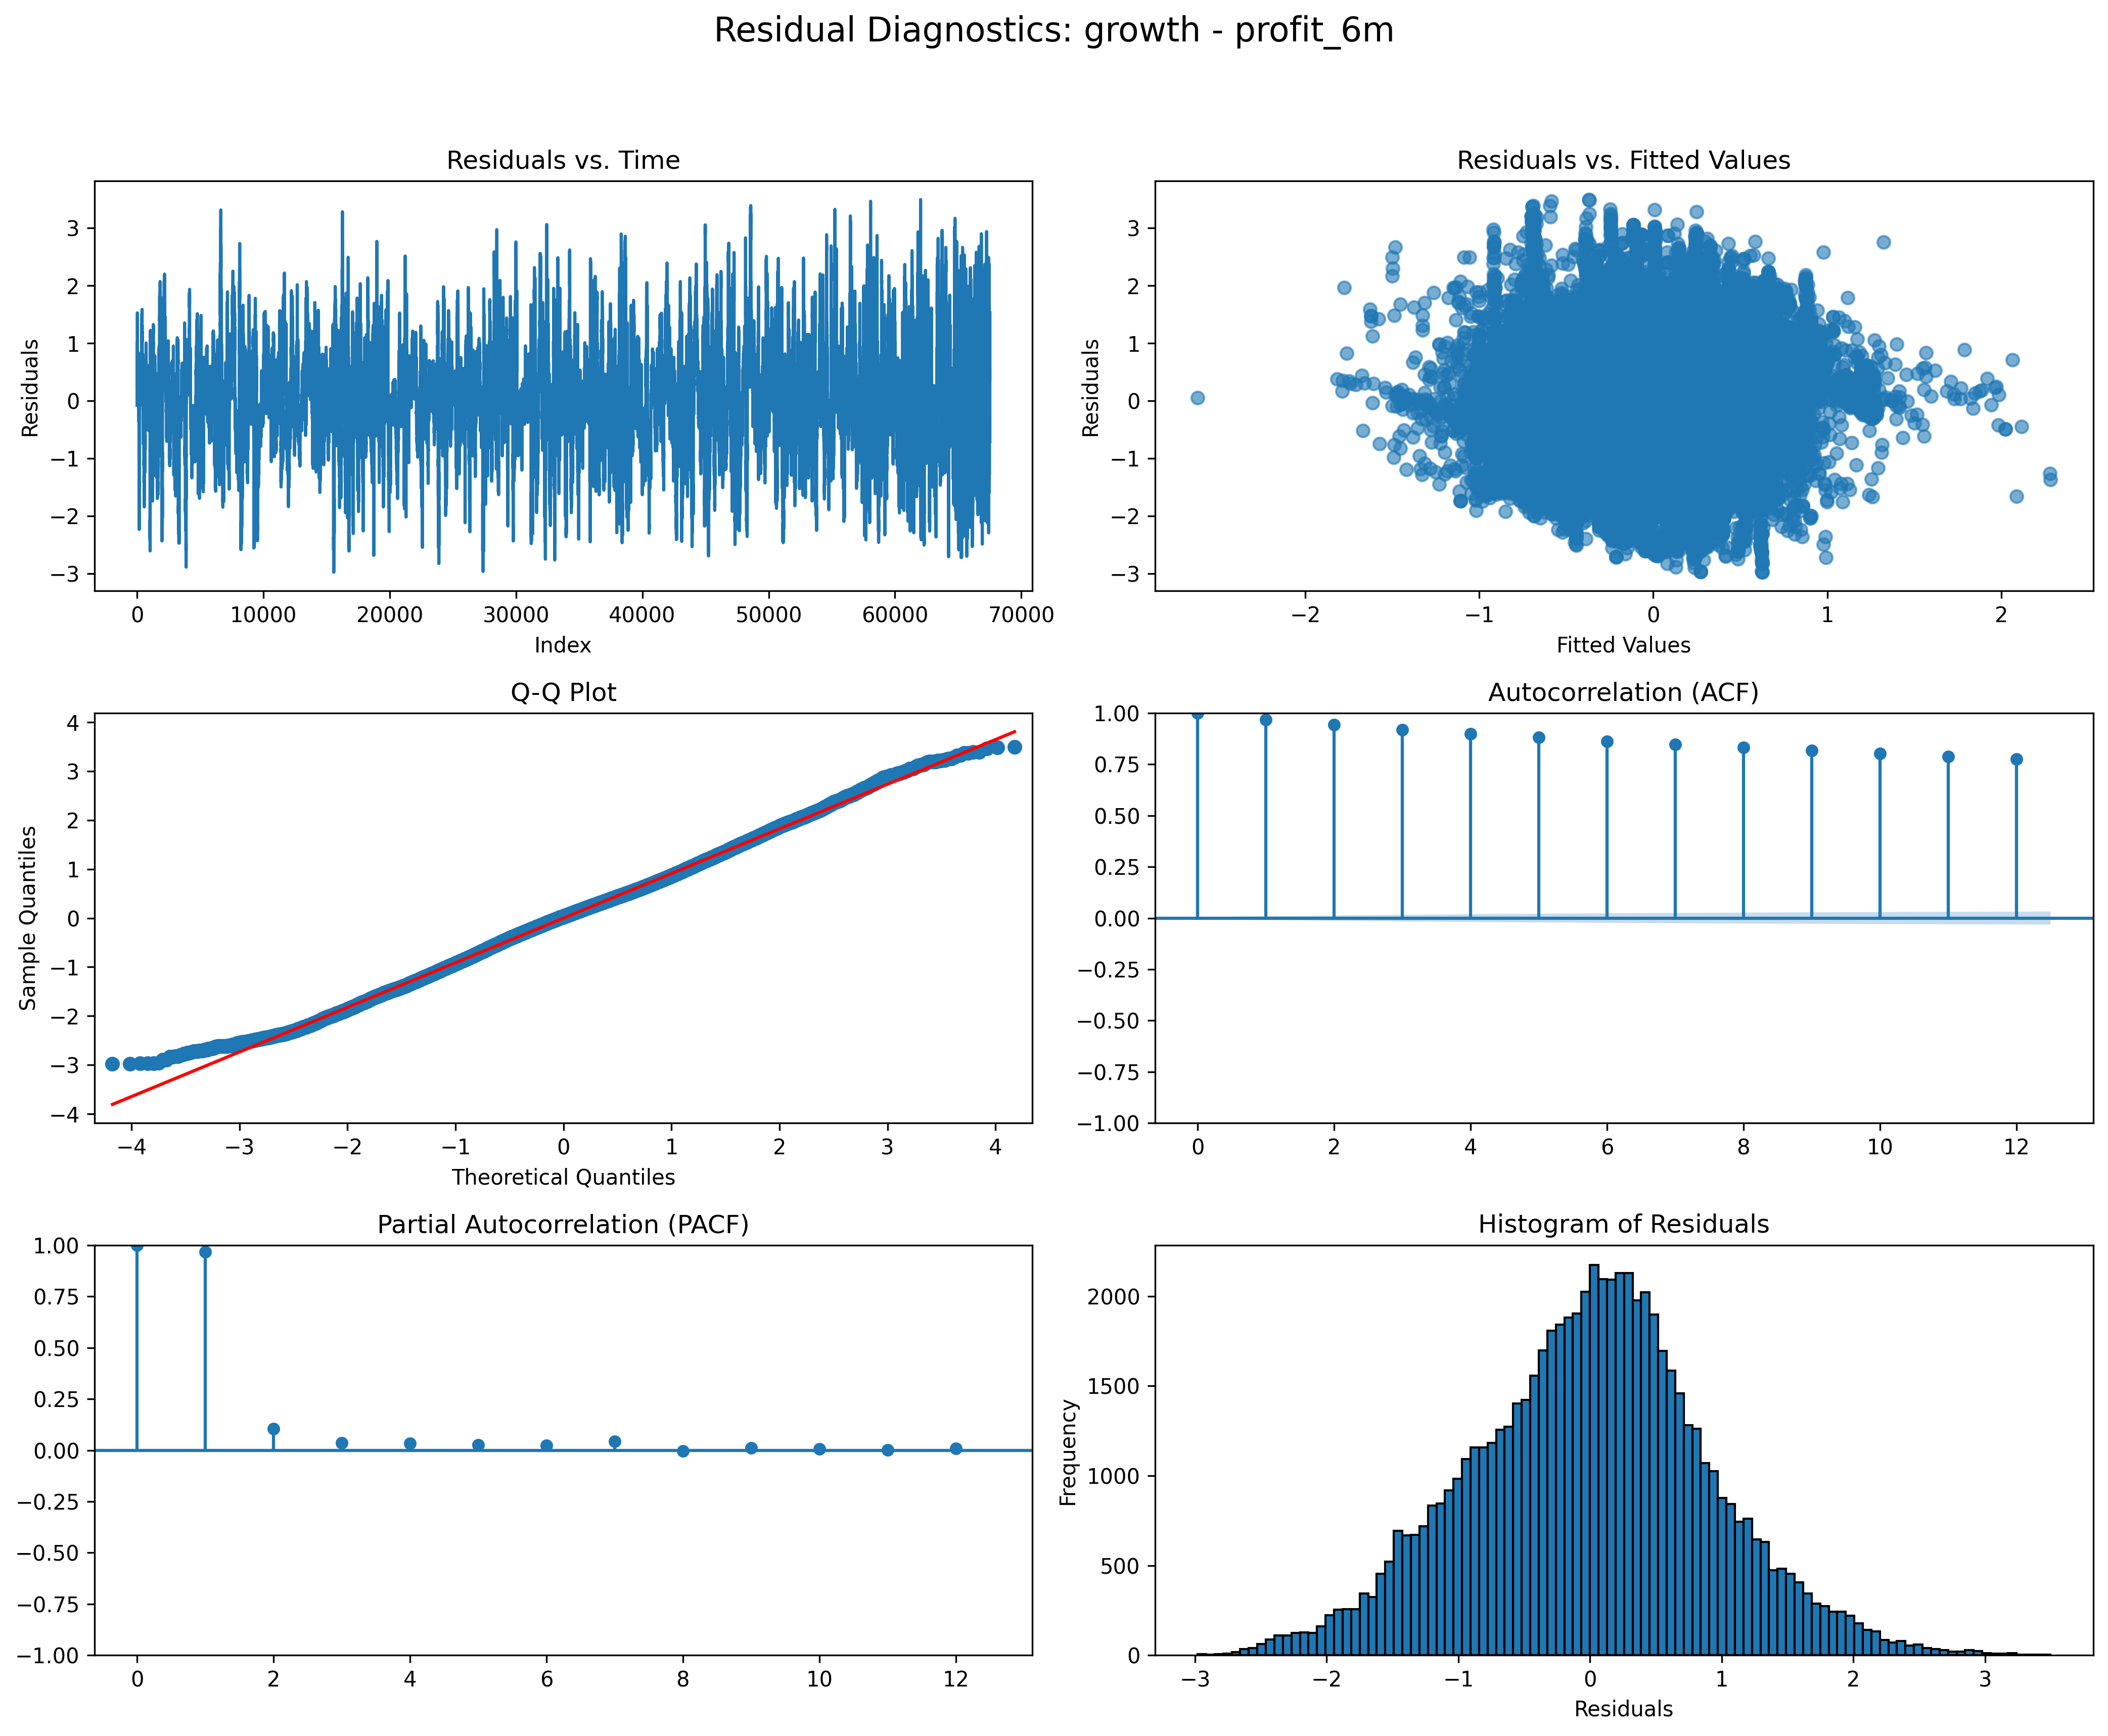 Residual Diagnostics: growth - profit_6m
Residuals vs. Time
Residuals
3
2
1
0
−1
−2
−3
0 10000 20000 30000 40000 50000 60000 70000
Index
Residuals vs. Fitted Values
Residuals
3
2
1
0
−1
−2
−3
−2 −1 0 1 2
Fitted Values
Q-Q Plot
Sample Quantiles
4
3
2
1
0
−1
−2
−3
−4
−4 −3 −2 −1 0 1 2 3 4
Theoretical Quantiles
Autocorrelation (ACF)
1.00
0.75
0.50
0.25
0.00
−0.25
−0.50
−0.75
−1.00
0 2 4 6 8 10 12
Partial Autocorrelation (PACF)
1.00
0.75
0.50
0.25
0.00
−0.25
−0.50
−0.75
−1.00
0 2 4 6 8 10 12
Histogram of Residuals
Frequency
2000
1500
1000
500
0
−3 −2 −1 0 1 2 3
Residuals